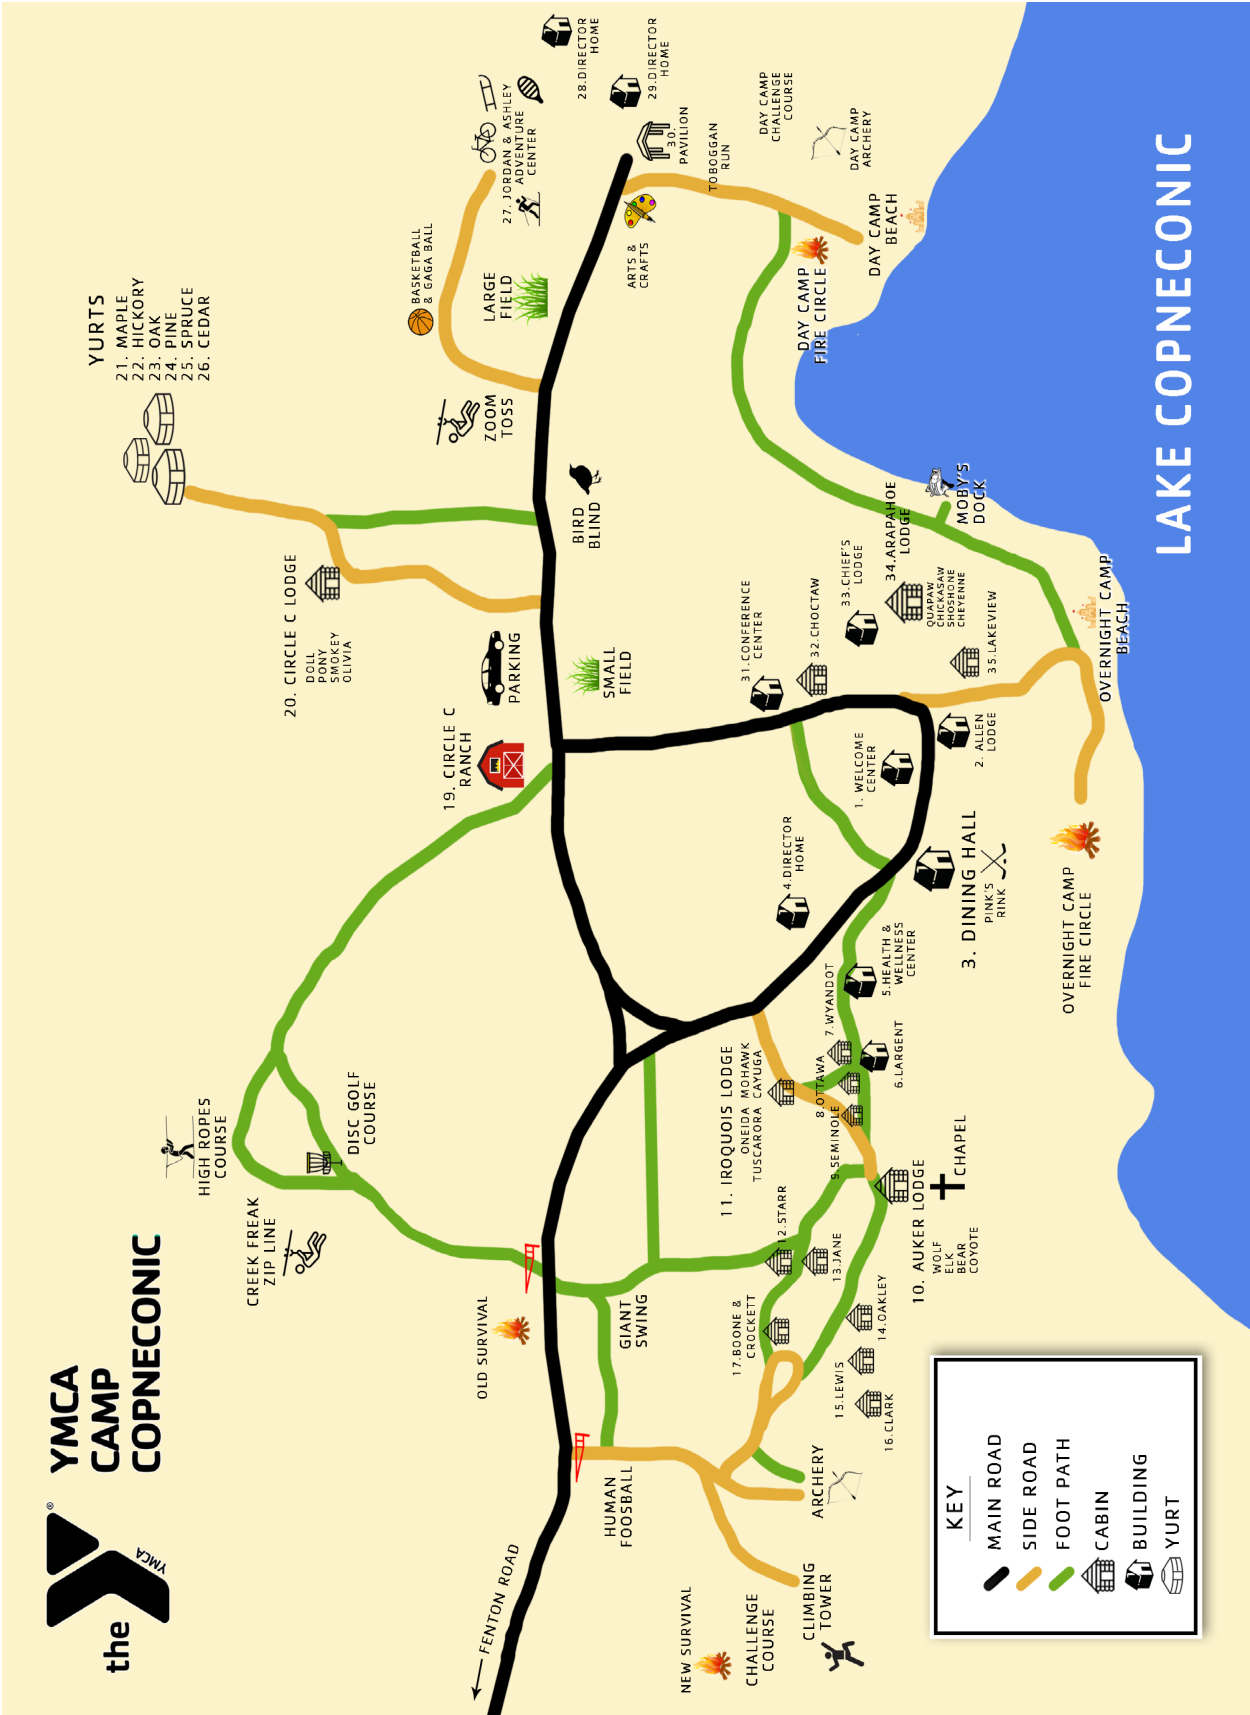 the
YMCA
®
YMCA
CAMP
COPNECONIC
YURTS
21. MAPLE
22. HICKORY
23. OAK
24. PINE
25. SPRUCE
26. CEDAR
HIGH ROPES
COURSE
CREEK FREAK
ZIP LINE
DISC GOLF
COURSE
20. CIRCLE C LODGE
DOLL
PONY
SMOKEY
OLIVIA
19. CIRCLE C
RANCH
PARKING
ZOOM
TOSS
BASKETBALL
& GAGA BALL
LARGE
FIELD
27. JORDAN & ASHLEY
ADVENTURE
CENTER
28.DIRECTOR
HOME
29.DIRECTOR
HOME
30.
PAVILION
TOBOGGAN
RUN
ARTS &
CRAFTS
DAY CAMP
CHALLENGE
COURSE
DAY CAMP
ARCHERY
DAY CAMP
BEACH
DAY CAMP
FIRE CIRCLE
BIRD
BLIND
SMALL
FIELD
OLD SURVIVAL
FENTON ROAD
HUMAN
FOOSBALL
GIANT
SWING
NEW SURVIVAL
CHALLENGE
COURSE
CLIMBING
TOWER
ARCHERY
17.BOONE &
CROCKETT
12.STARR
13.JANE
14.OAKLEY
15.LEWIS
16.CLARK
11. IROQUOIS LODGE
ONEIDA MOHAWK
TUSCARORA CAYUGA
7.WYANDOT
8.OTTAWA
9.SEMINOLE
6.LARGENT
5.HEALTH &
WELLNESS
CENTER
10. AUKER LODGE
WOLF
ELK
BEAR
COYOTE
CHAPEL
4.DIRECTOR
HOME
3. DINING HALL
PINK'S
RINK
1. WELCOME
CENTER
2. ALLEN
LODGE
31.CONFERENCE
CENTER
32.CHOCTAW
33.CHIEF'S
LODGE
34.ARAPAHOE
LODGE
QUAPAW
CHICKASAW
SHOSHONE
CHEYENNE
35.LAKEVIEW
MOBY'S
DOCK
OVERNIGHT CAMP
BEACH
OVERNIGHT CAMP
FIRE CIRCLE
LAKE COPNECONIC
KEY
MAIN ROAD
SIDE ROAD
FOOT PATH
CABIN
BUILDING
YURT